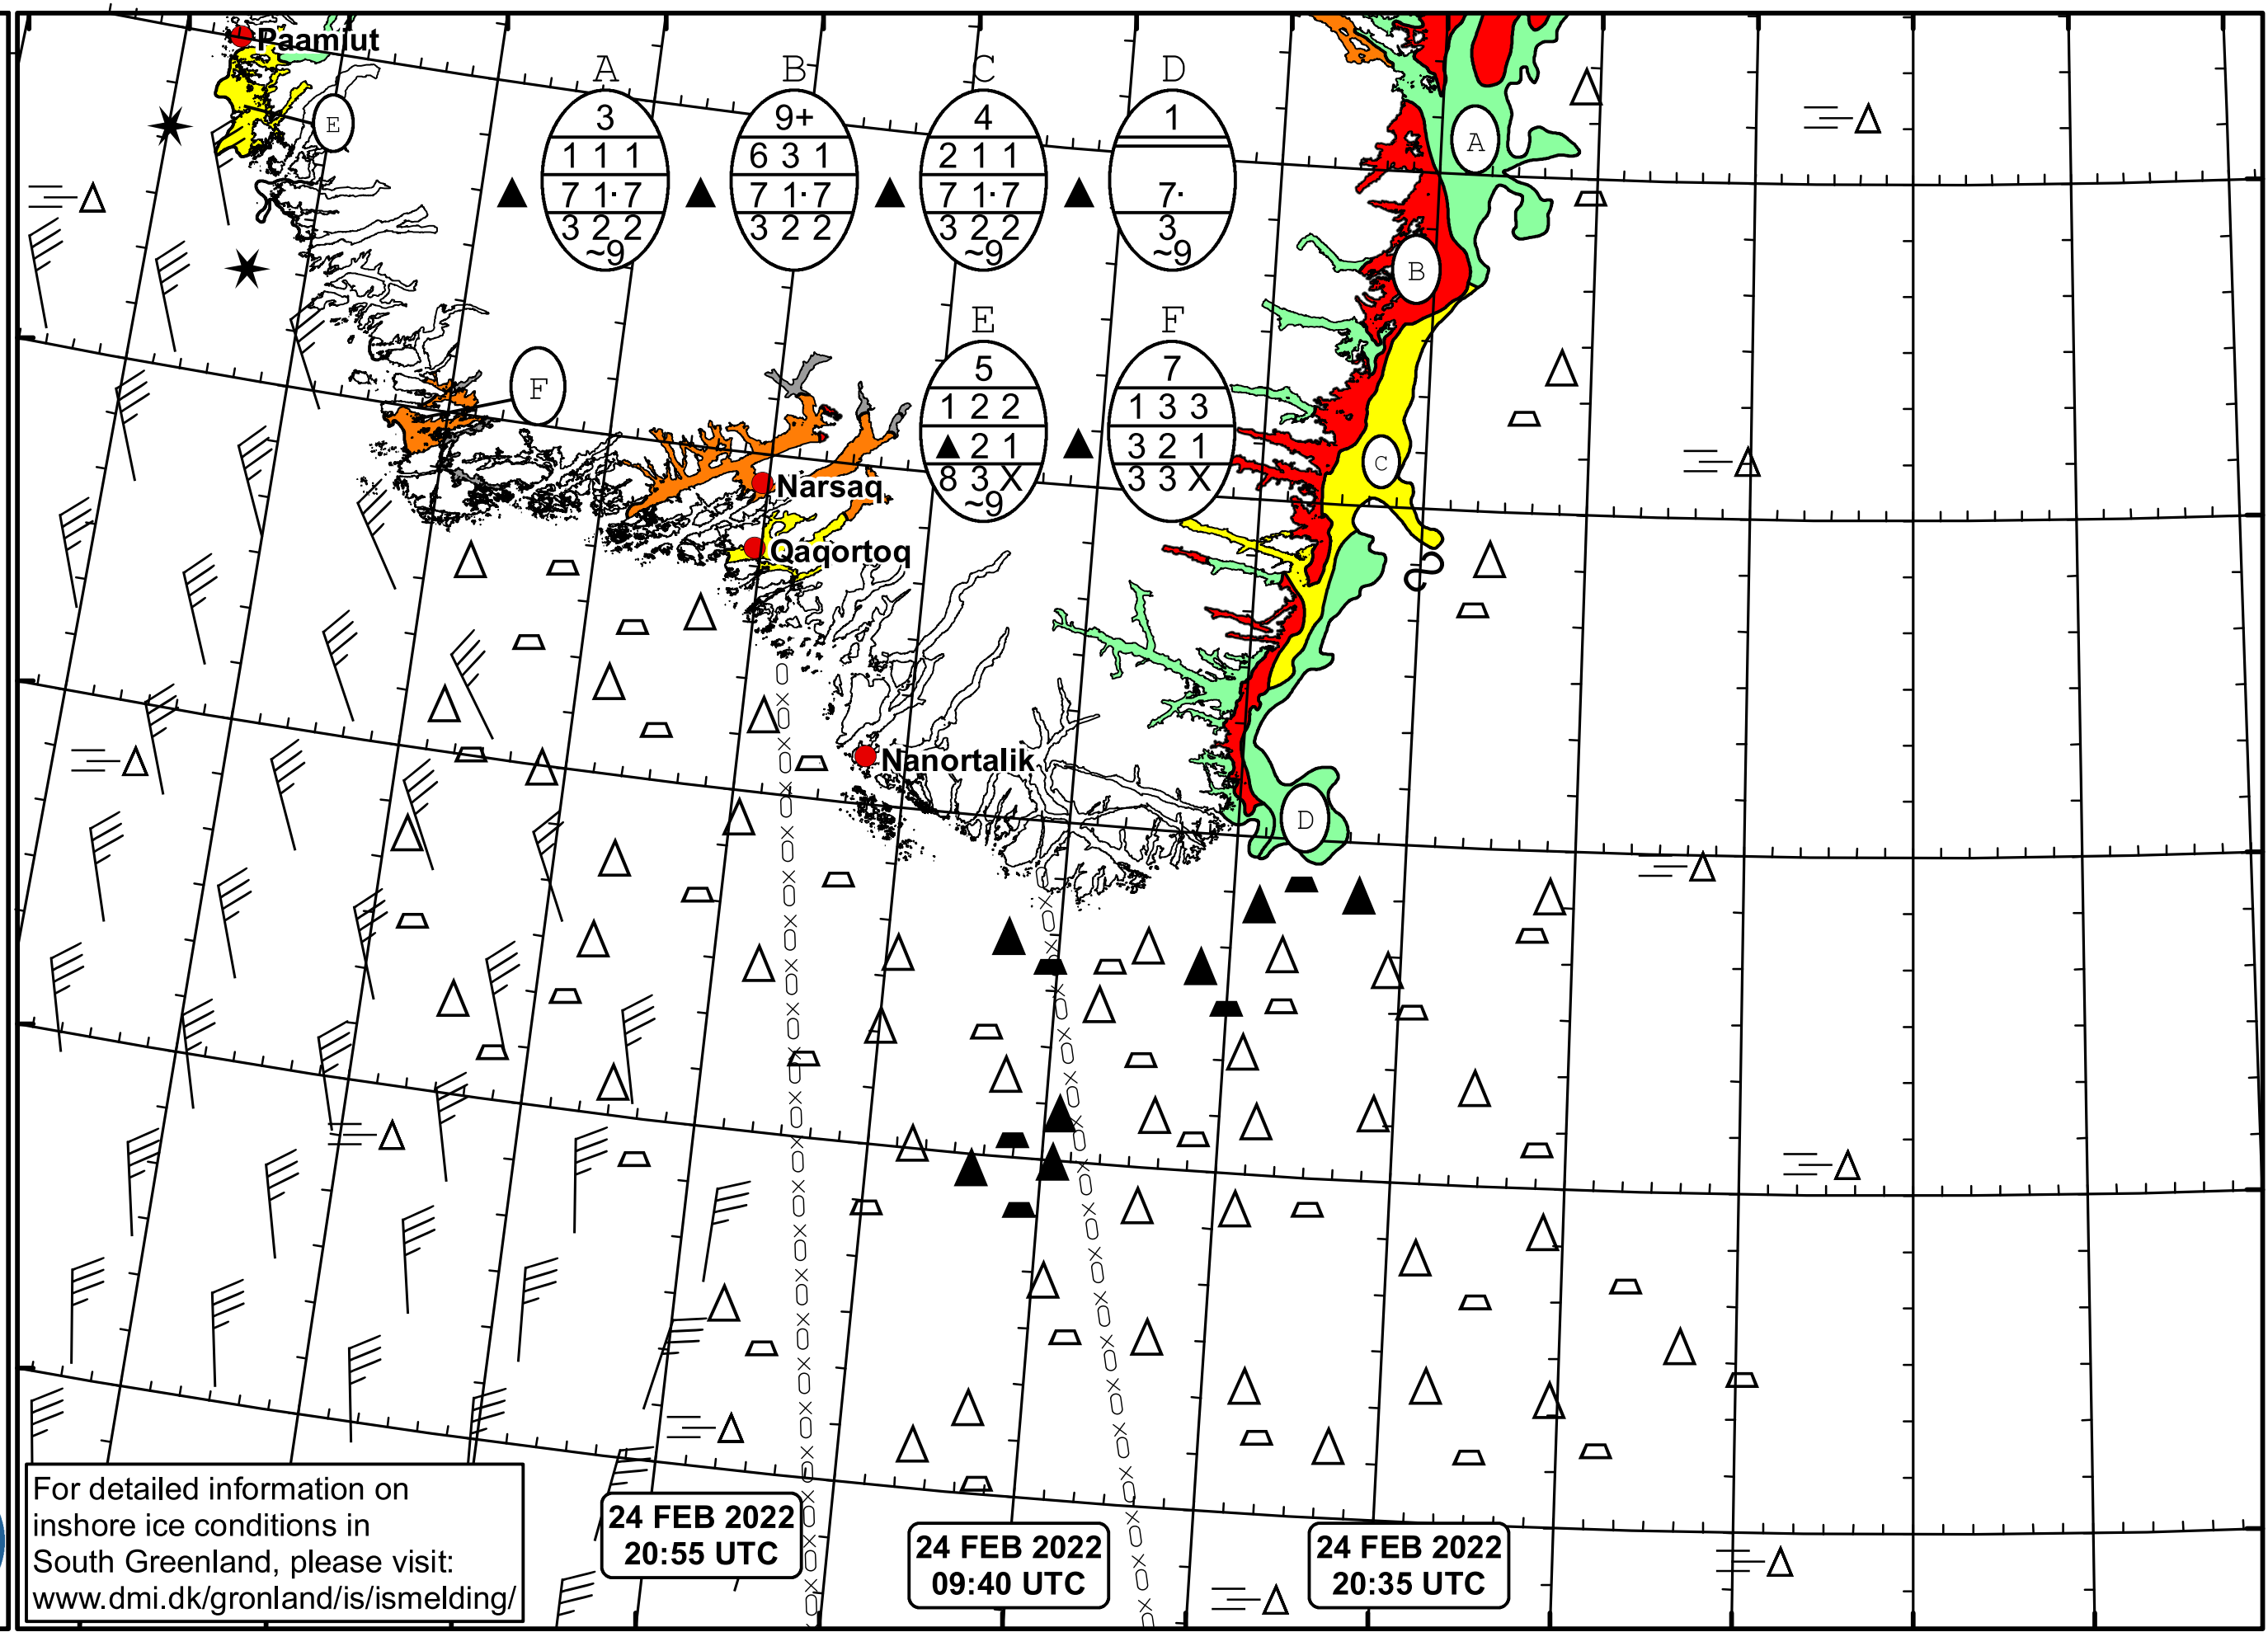 Paamiut
A B C D
3 9+ 4 1
1 1 1 6 3 1 2 1 1
7 1· 7 7 1· 7 7 1· 7 7·
3 2 2 3 2 2 3 2 2 3
~9 ~9 ~9
E
A
B
E F
5 7
1 2 2 1 3 3
▲ 2 1 3 2 1
8 3 X 3 3 X
~9
F
C
Narsaq
Qaqortoq
Nanortalik
D
For detailed information on
inshore ice conditions in
South Greenland, please visit:
www.dmi.dk/gronland/is/ismelding/
24 FEB 2022
20:55 UTC
24 FEB 2022
09:40 UTC
24 FEB 2022
20:35 UTC